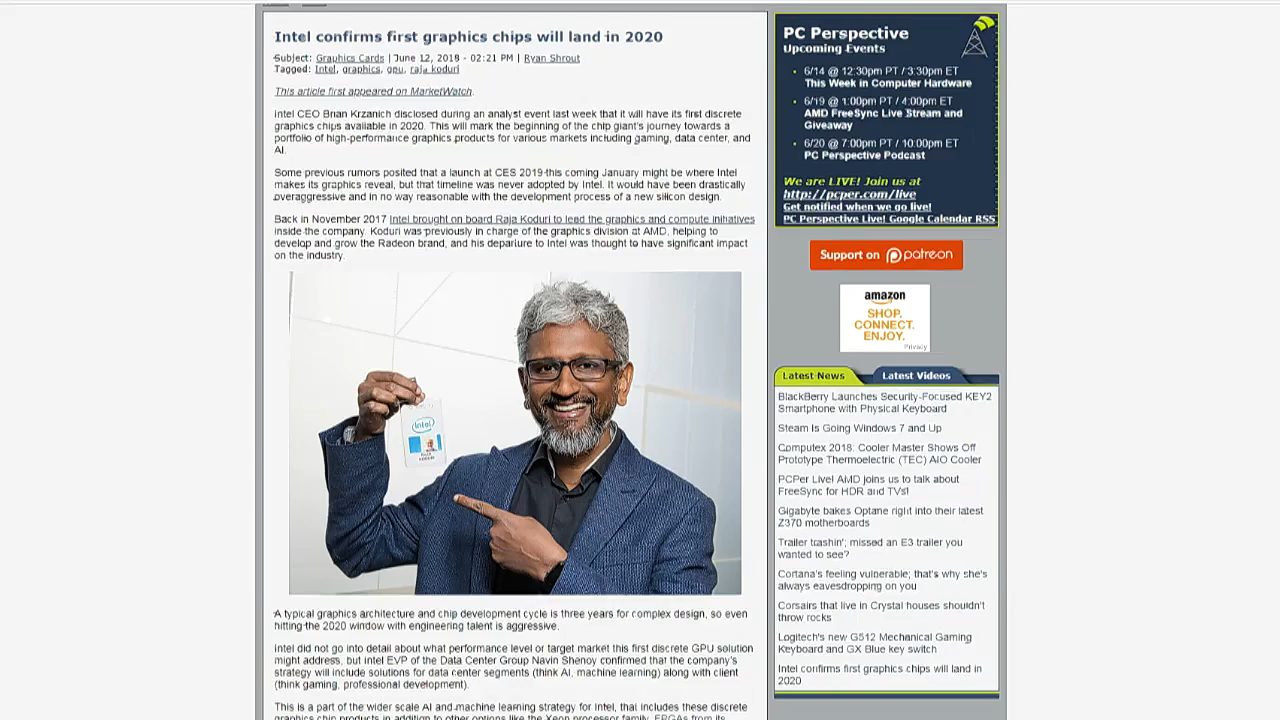 Intel confirms first graphics chips will land in 2020
Subject: Graphics Cards | June 12, 2018 - 02:21 PM | Ryan Shrout
Tagged: Intel, graphics, gpu, raja koduri
This article first appeared on MarketWatch.
Intel CEO Brian Krzanich disclosed during an analyst event last week that it will have its first discrete
graphics chips available in 2020. This will mark the beginning of the chip giant's journey towards a
portfolio of high-performance graphics products for various markets including gaming, data center, and
AI.
Some previous rumors posited that a launch at CES 2019 this coming January might be where Intel
makes its graphics reveal, but that timeline was never adopted by Intel. It would have been drastically
overaggressive and in no way reasonable with the development process of a new silicon design.
Back in November 2017 Intel brought on board Raja Koduri to lead the graphics and compute initiatives
inside the company. Koduri was previously in charge of the graphics division at AMD, helping to
develop and grow the Radeon brand, and his departure to Intel was thought to have significant impact
on the industry.
intel
RAJA
KODURI
A typical graphics architecture and chip development cycle is three years for complex design, so even
hitting the 2020 window with engineering talent is aggressive.
Intel did not go into detail about what performance level or target market this first discrete GPU solution
might address, but Intel EVP of the Data Center Group Navin Shenoy confirmed that the company's
strategy will include solutions for data center segments (think AI, machine learning) along with client
(think gaming, professional development).
This is a part of the wider scale AI and machine learning strategy for Intel, that includes these discrete
graphics chip products in addition to other options like the Xeon processor family, FPGAs from its
PC Perspective
Upcoming Events
• 6/14 @ 12:30pm PT / 3:30pm ET
This Week in Computer Hardware
• 6/19 @ 1:00pm PT / 4:00pm ET
AMD FreeSync Live Stream and
Giveaway
• 6/20 @ 7:00pm PT / 10:00pm ET
PC Perspective Podcast
We are LIVE! Join us at
http://pcper.com/live
Get notified when we go live!
PC Perspective Live! Google Calendar RSS
Support on patreon
amazon
SHOP.
CONNECT.
ENJOY.
Privacy
Latest News
Latest Videos
BlackBerry Launches Security-Focused KEY2
Smartphone with Physical Keyboard
Steam Is Going Windows 7 and Up
Computex 2018: Cooler Master Shows Off
Prototype Thermoelectric (TEC) AIO Cooler
PCPer Live! AMD joins us to talk about
FreeSync for HDR and TVs!
Gigabyte bakes Optane right into their latest
Z370 motherboards
Trailer trashin'; missed an E3 trailer you
wanted to see?
Cortana's feeling vulnerable; that's why she's
always eavesdropping on you
Corsairs that live in Crystal houses shouldn't
throw rocks
Logitech's new G512 Mechanical Gaming
Keyboard and GX Blue key switch
Intel confirms first graphics chips will land in
2020